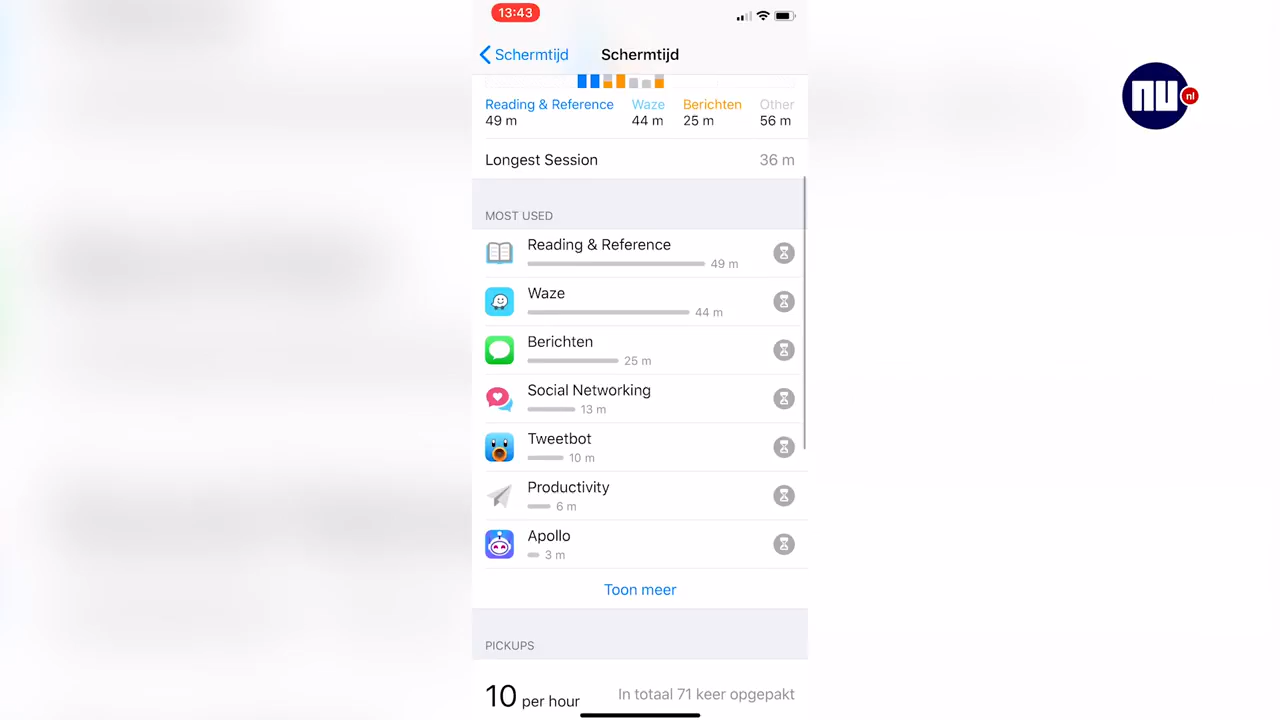 13:43
Schermtijd
Schermtijd
Reading & Reference Waze Berichten Other
49 m 44 m 25 m 56 m
Longest Session 36 m
MOST USED
Reading & Reference
49 m
Waze
44 m
Berichten
25 m
Social Networking
13 m
Tweetbot
10 m
Productivity
6 m
Apollo
3 m
Toon meer
PICKUPS
10 per hour In totaal 71 keer opgepakt
NU nl